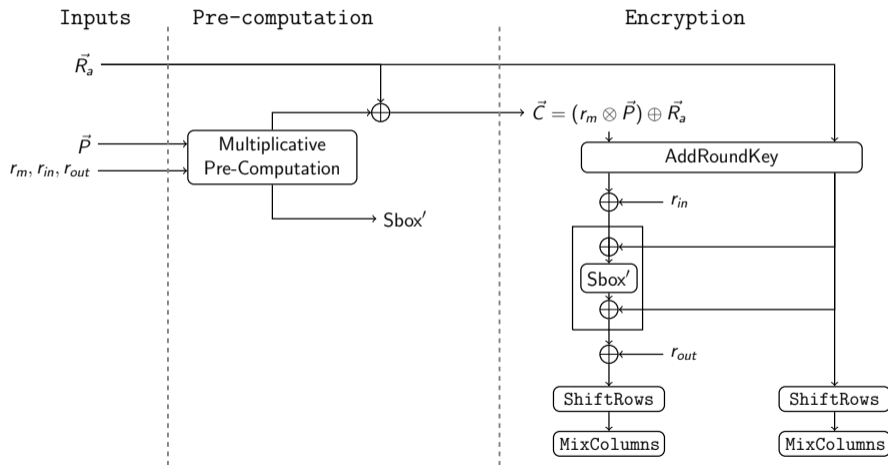 Inputs
Pre-computation
Encryption
R⃗ₐ
C⃗ = (rₘ ⊗ P⃗) ⊕ R⃗ₐ
P⃗
rₘ, rᵢₙ, rₒᵤₜ
Multiplicative
Pre-Computation
AddRoundKey
rᵢₙ
Sbox′
Sbox′
rₒᵤₜ
ShiftRows
ShiftRows
MixColumns
MixColumns